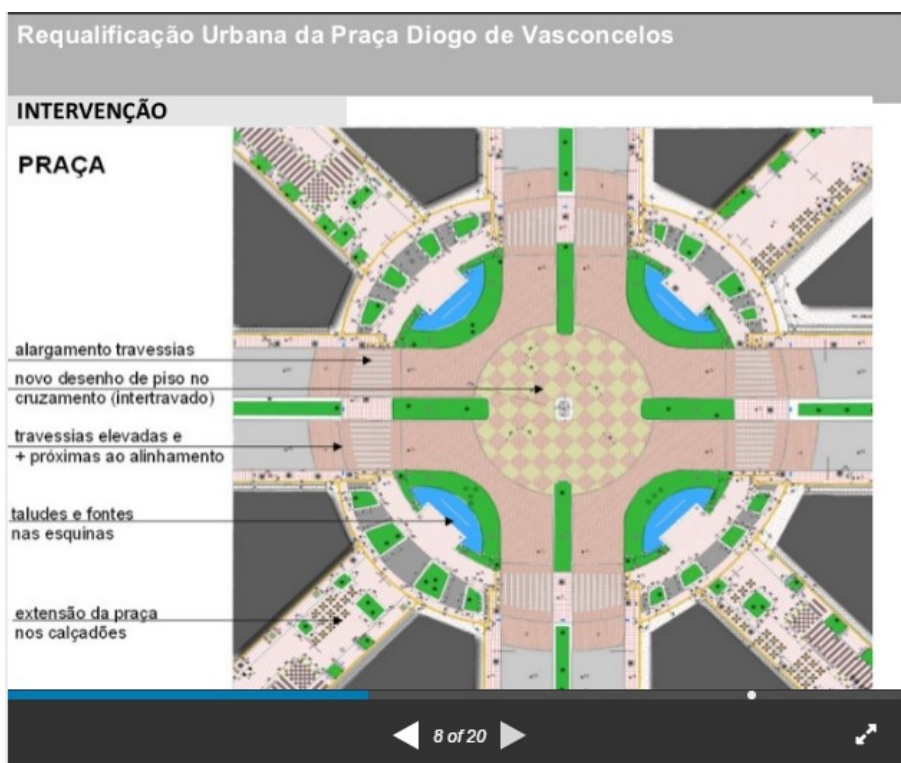 Requalificação Urbana da Praça Diogo de Vasconcelos
INTERVENÇÃO
PRAÇA
alargamento travessias
novo desenho de piso no
cruzamento (intertravado)
travessias elevadas e
+ próximas ao alinhamento
taludes e fontes
nas esquinas
extensão da praça
nos calçadões
8 of 20